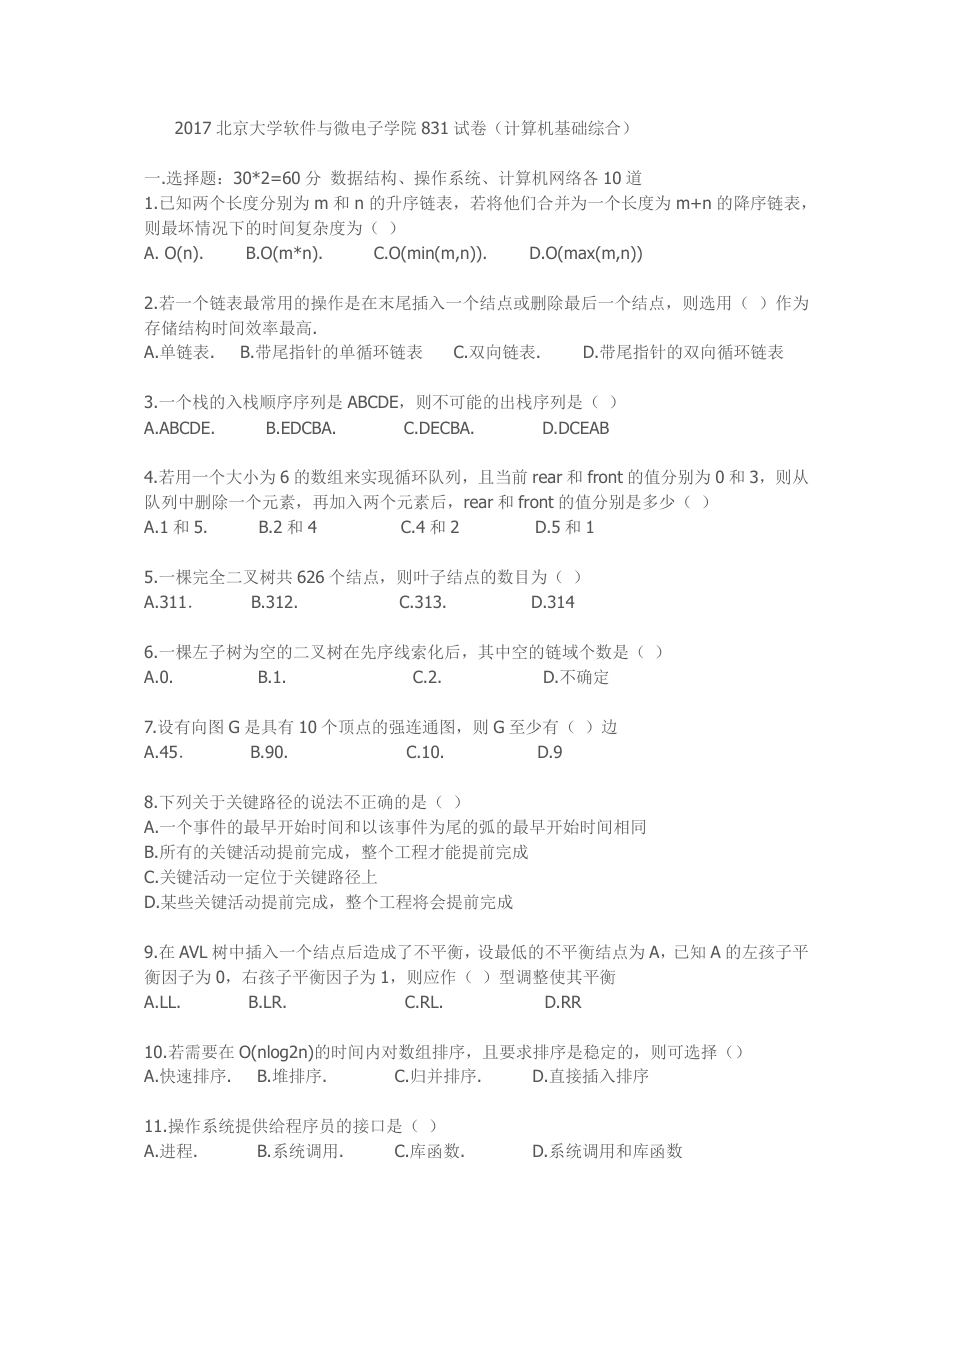 2017 北京大学软件与微电子学院 831 试卷（计算机基础综合）
一.选择题：30*2=60 分 数据结构、操作系统、计算机网络各 10 道
1.已知两个长度分别为 m 和 n 的升序链表，若将他们合并为一个长度为 m+n 的降序链表，
则最坏情况下的时间复杂度为（ ）
A. O(n). B.O(m*n). C.O(min(m,n)). D.O(max(m,n))
2.若一个链表最常用的操作是在末尾插入一个结点或删除最后一个结点，则选用（ ）作为
存储结构时间效率最高.
A.单链表. B.带尾指针的单循环链表 C.双向链表. D.带尾指针的双向循环链表
3.一个栈的入栈顺序序列是 ABCDE，则不可能的出栈序列是（ ）
A.ABCDE. B.EDCBA. C.DECBA. D.DCEAB
4.若用一个大小为 6 的数组来实现循环队列，且当前 rear 和 front 的值分别为 0 和 3，则从
队列中删除一个元素，再加入两个元素后，rear 和 front 的值分别是多少（ ）
A.1 和 5. B.2 和 4 C.4 和 2 D.5 和 1
5.一棵完全二叉树共 626 个结点，则叶子结点的数目为（ ）
A.311. B.312. C.313. D.314
6.一棵左子树为空的二叉树在先序线索化后，其中空的链域个数是（ ）
A.0. B.1. C.2. D.不确定
7.设有向图 G 是具有 10 个顶点的强连通图，则 G 至少有（ ）边
A.45. B.90. C.10. D.9
8.下列关于关键路径的说法不正确的是（ ）
A.一个事件的最早开始时间和以该事件为尾的弧的最早开始时间相同
B.所有的关键活动提前完成，整个工程才能提前完成
C.关键活动一定位于关键路径上
D.某些关键活动提前完成，整个工程将会提前完成
9.在 AVL 树中插入一个结点后造成了不平衡，设最低的不平衡结点为 A，已知 A 的左孩子平
衡因子为 0，右孩子平衡因子为 1，则应作（ ）型调整使其平衡
A.LL. B.LR. C.RL. D.RR
10.若需要在 O(nlog2n)的时间内对数组排序，且要求排序是稳定的，则可选择（）
A.快速排序. B.堆排序. C.归并排序. D.直接插入排序
11.操作系统提供给程序员的接口是（ ）
A.进程. B.系统调用. C.库函数. D.系统调用和库函数